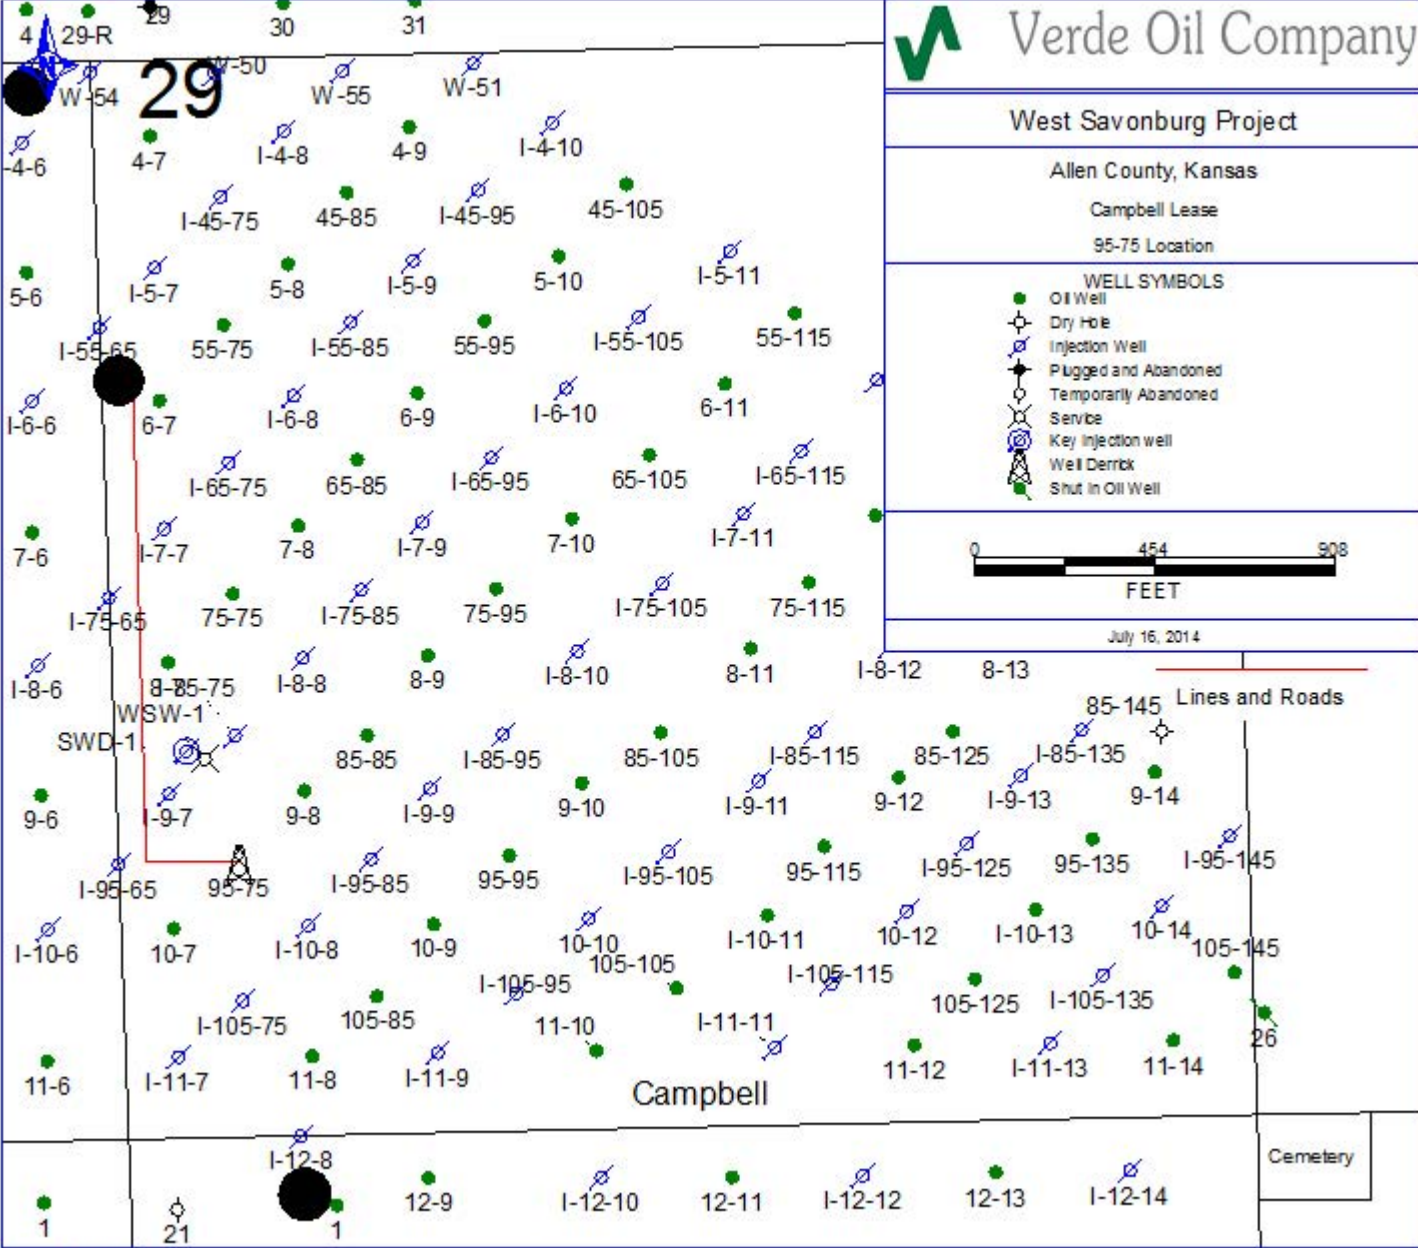 4
29-R
29
30
31
Verde Oil Company
W-54
29
W-50
W-55
W-51
West Savonburg Project
-4-6
4-7
I-4-8
4-9
I-4-10
Allen County, Kansas
Campbell Lease
95-75 Location
I-45-75
45-85
I-45-95
45-105
5-6
I-5-7
5-8
I-5-9
5-10
I-5-11
WELL SYMBOLS
Oil Well
Dry Hole
Injection Well
Plugged and Abandoned
Temporarily Abandoned
Service
Key Injection well
Well Derrick
Shut In Oil Well
I-55-65
55-75
I-55-85
55-95
I-55-105
55-115
I-6-6
6-7
I-6-8
6-9
I-6-10
6-11
I-65-75
65-85
I-65-95
65-105
I-65-115
7-6
I-7-7
7-8
I-7-9
7-10
I-7-11
0 454 908
FEET
I-75-65
75-75
I-75-85
75-95
I-75-105
75-115
July 16, 2014
I-8-6
I-8-8
8-9
I-8-10
8-11
I-8-12
8-13
Lines and Roads
8-7
I-85-75
WSW-1
SWD-1
85-85
I-85-95
85-105
I-85-115
85-125
I-85-135
85-145
9-6
I-9-7
9-8
I-9-9
9-10
I-9-11
9-12
I-9-13
9-14
I-95-65
95-75
I-95-85
95-95
I-95-105
95-115
I-95-125
95-135
I-95-145
I-10-6
10-7
I-10-8
10-9
10-10
I-10-11
10-12
I-10-13
10-14
I-105-75
105-85
I-105-95
105-105
I-105-115
105-125
I-105-135
105-145
11-6
I-11-7
11-8
I-11-9
11-10
I-11-11
11-12
I-11-13
11-14
26
Campbell
I-12-8
12-9
I-12-10
12-11
I-12-12
12-13
I-12-14
Cemetery
1
21
1